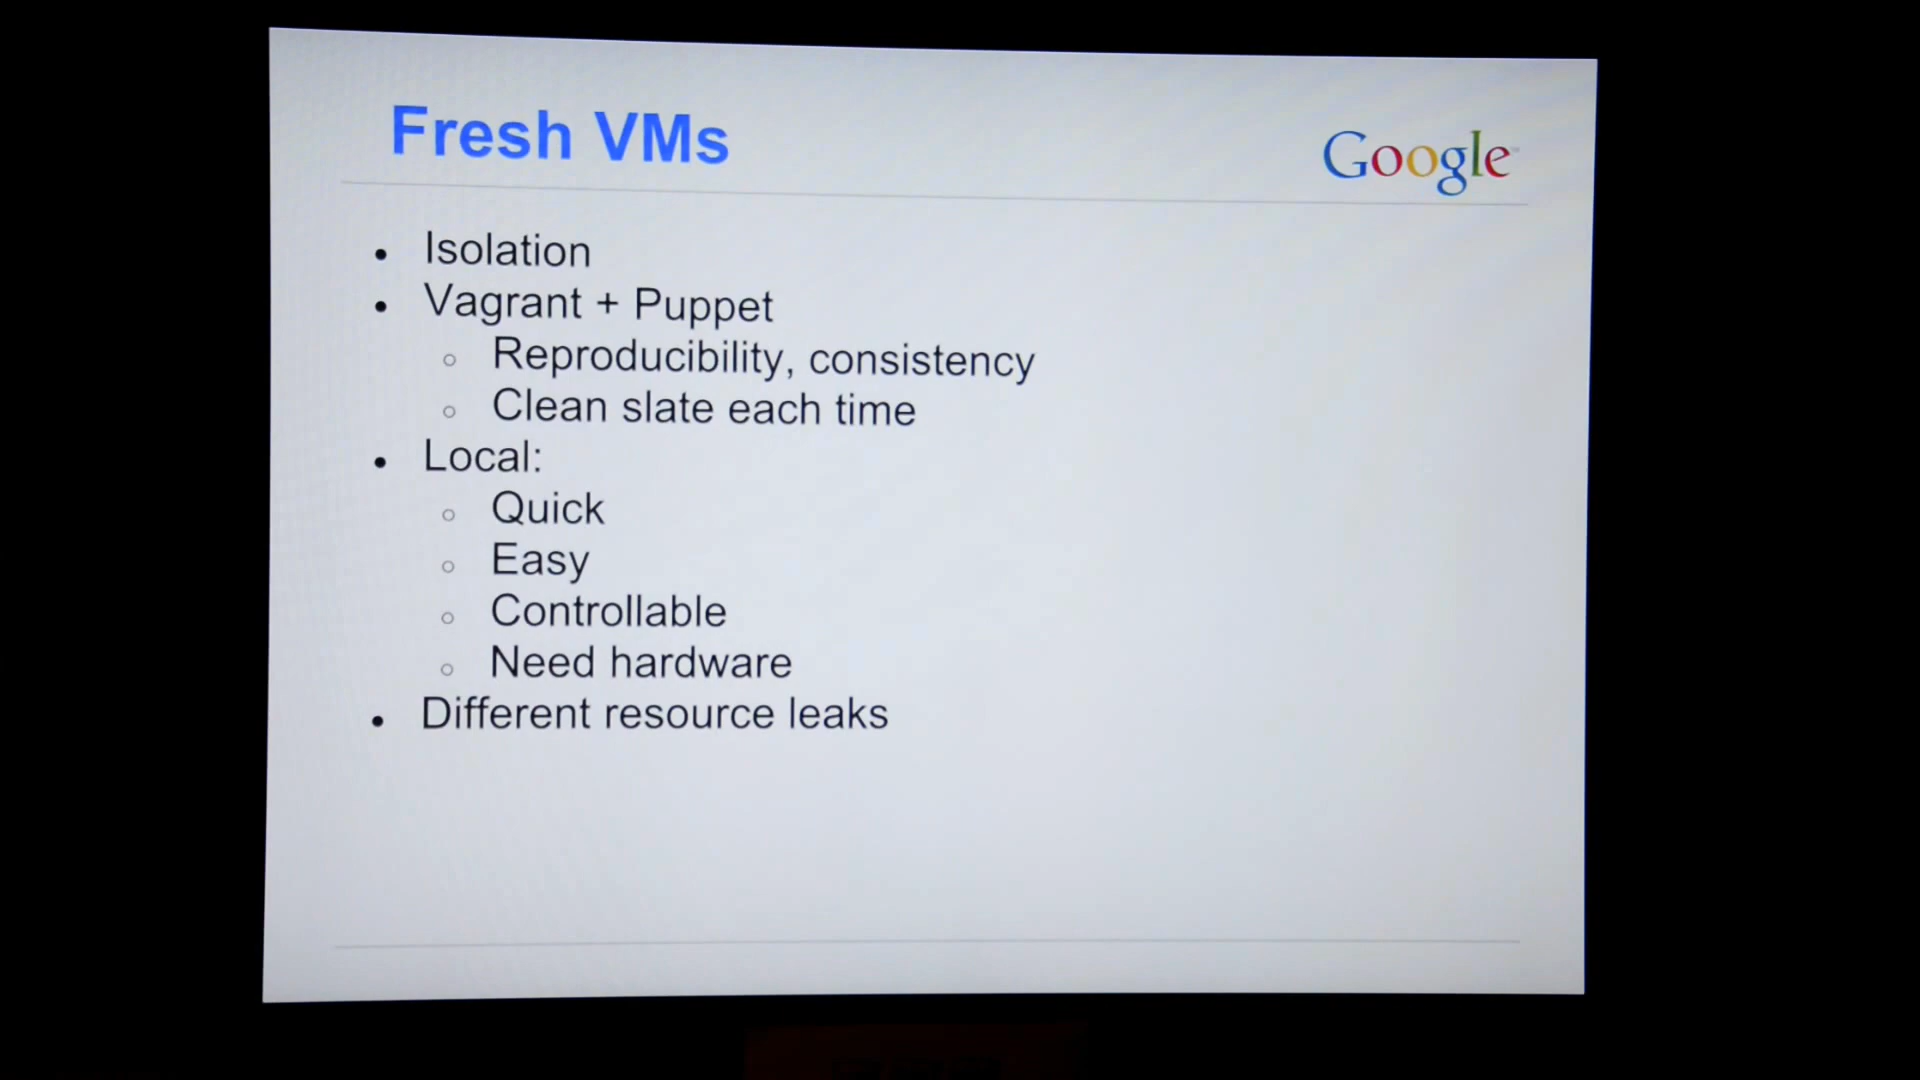 Fresh VMs
Google
Isolation
Vagrant + Puppet
Reproducibility, consistency
Clean slate each time
Local:
Quick
Easy
Controllable
Need hardware
Different resource leaks